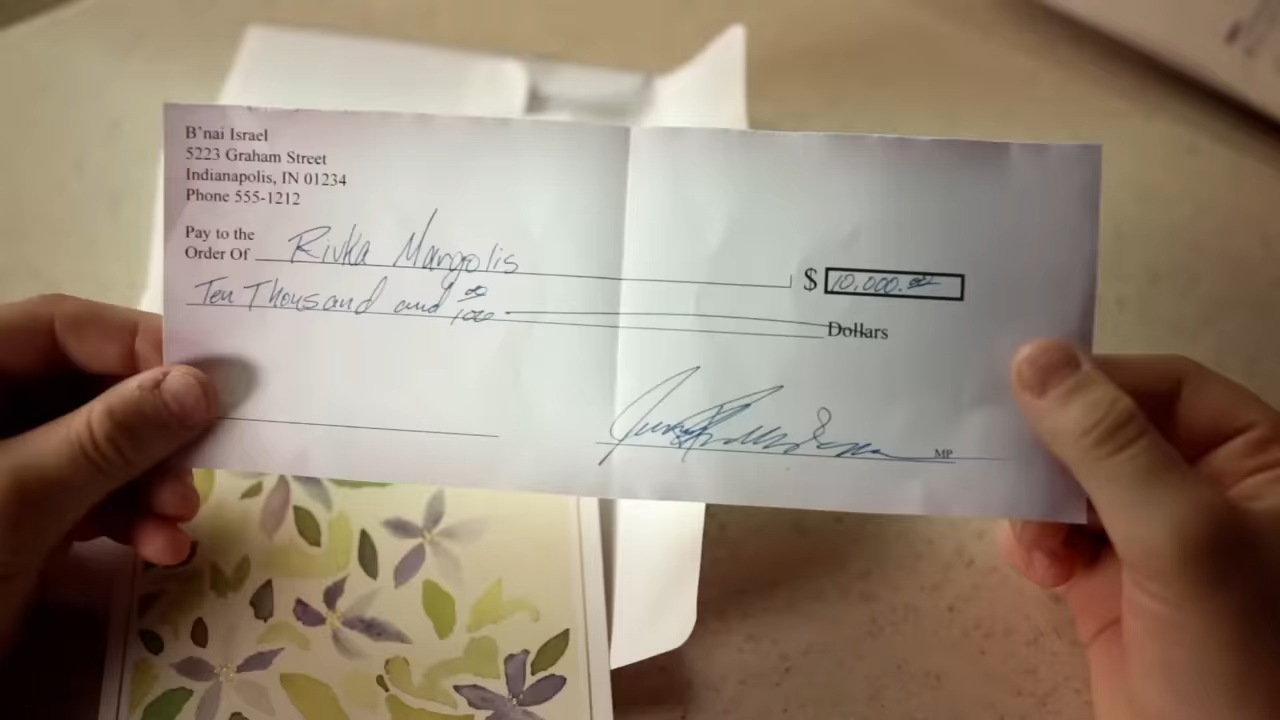 B'nai Israel
5223 Graham Street
Indianapolis, IN 01234
Phone 555-1212
Pay to the
Order Of Rivka Margolis $ 10,000.00
Ten Thousand and 00/100 Dollars
MP